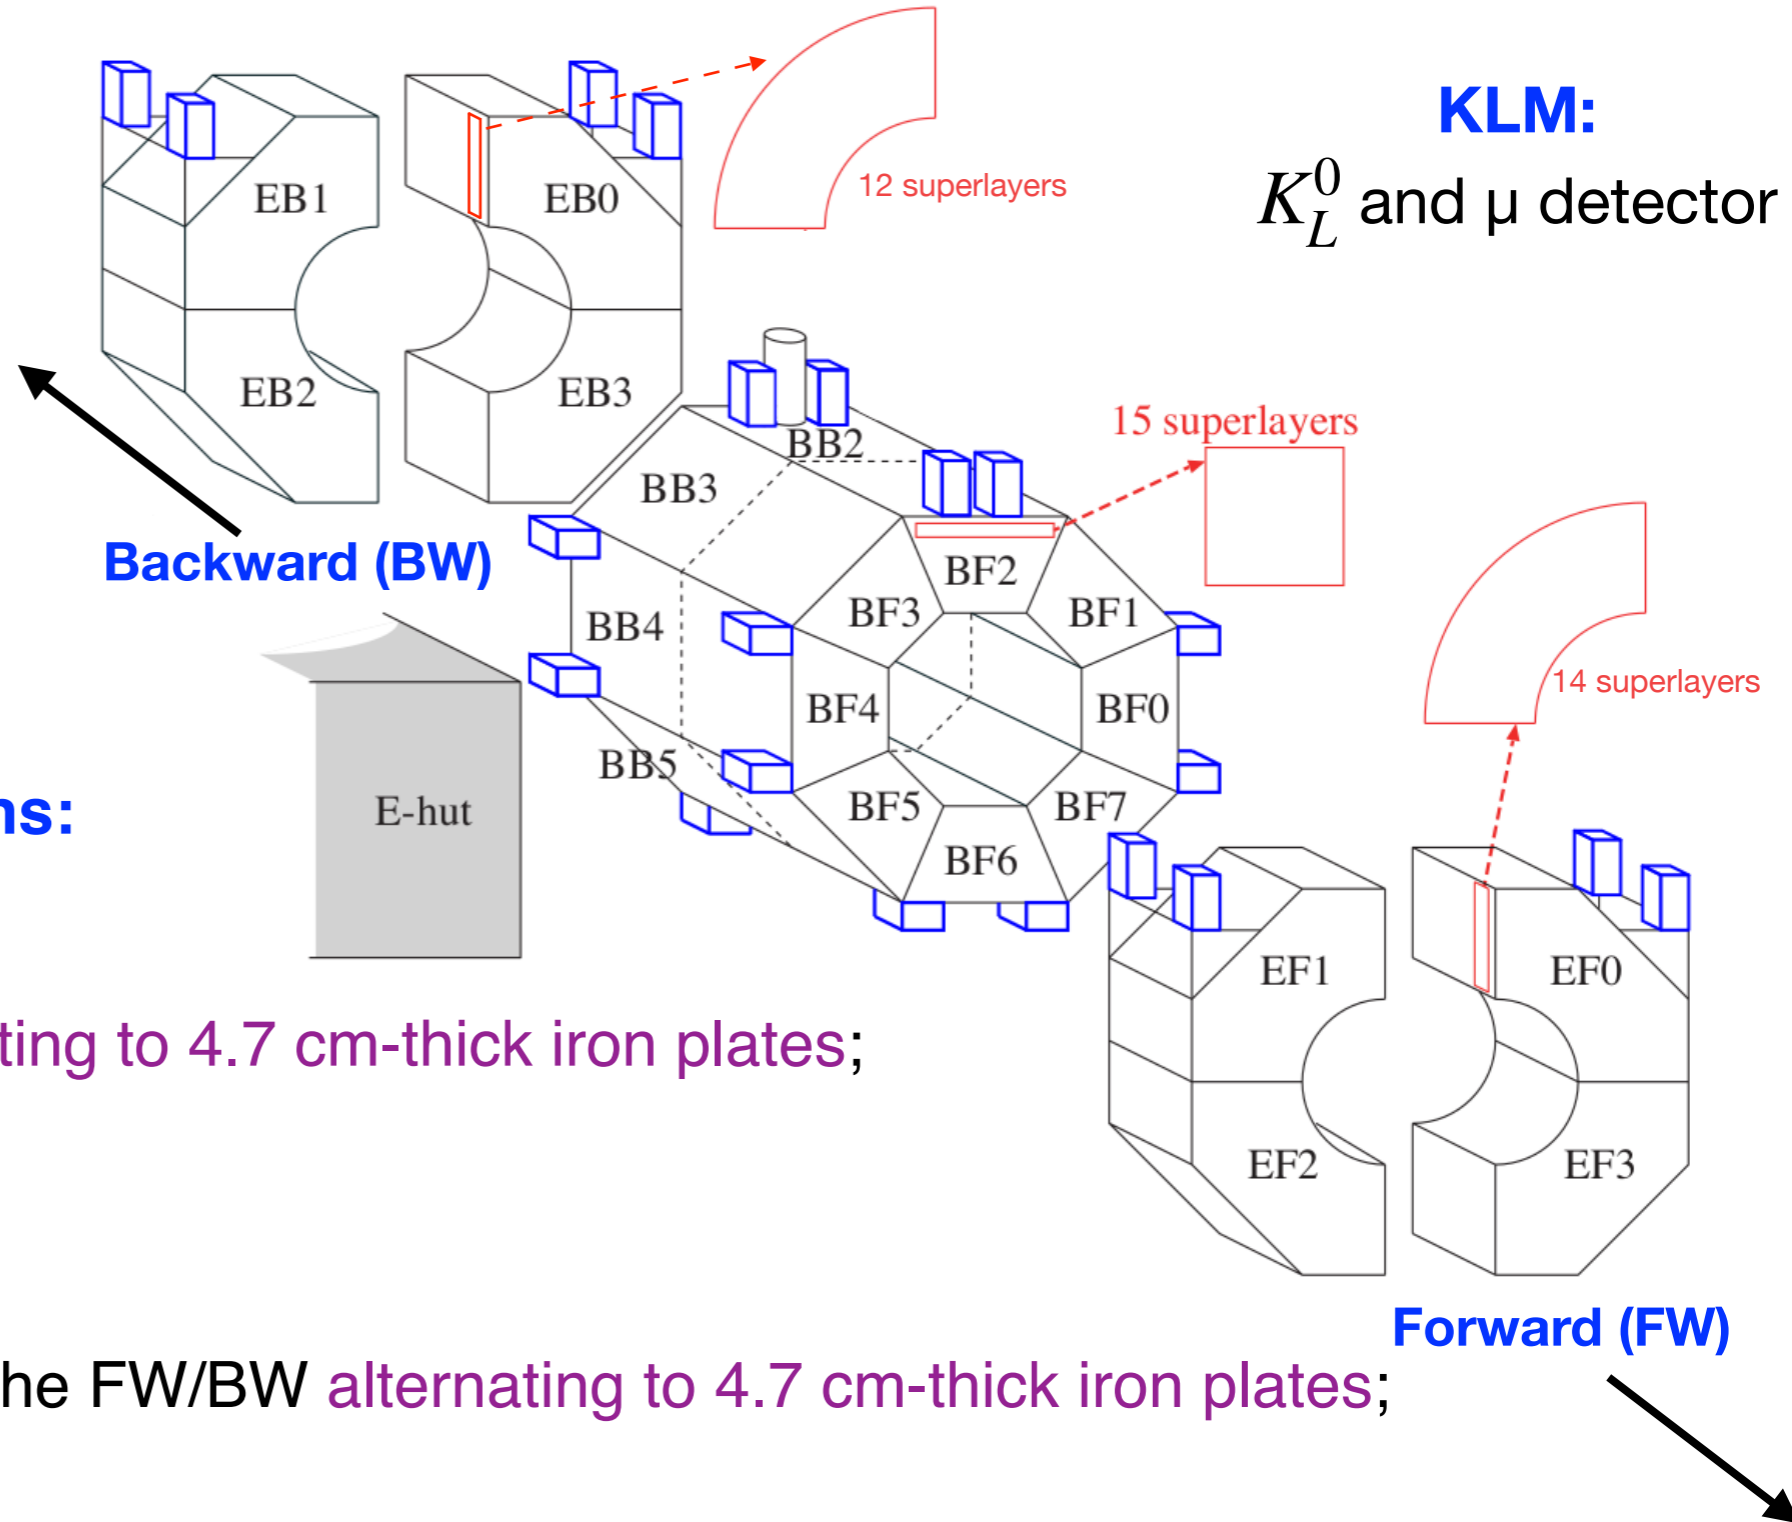 KLM:
K_L^0 and μ detector
12 superlayers
EB1
EB0
EB2
EB3
Backward (BW)
BB2
BB3
BB4
BB5
15 superlayers
BF2
BF3
BF1
BF4
BF0
BF5
BF7
BF6
E-hut
14 superlayers
ns:
EF1
EF0
EF2
EF3
ting to 4.7 cm-thick iron plates;
Forward (FW)
he FW/BW alternating to 4.7 cm-thick iron plates;